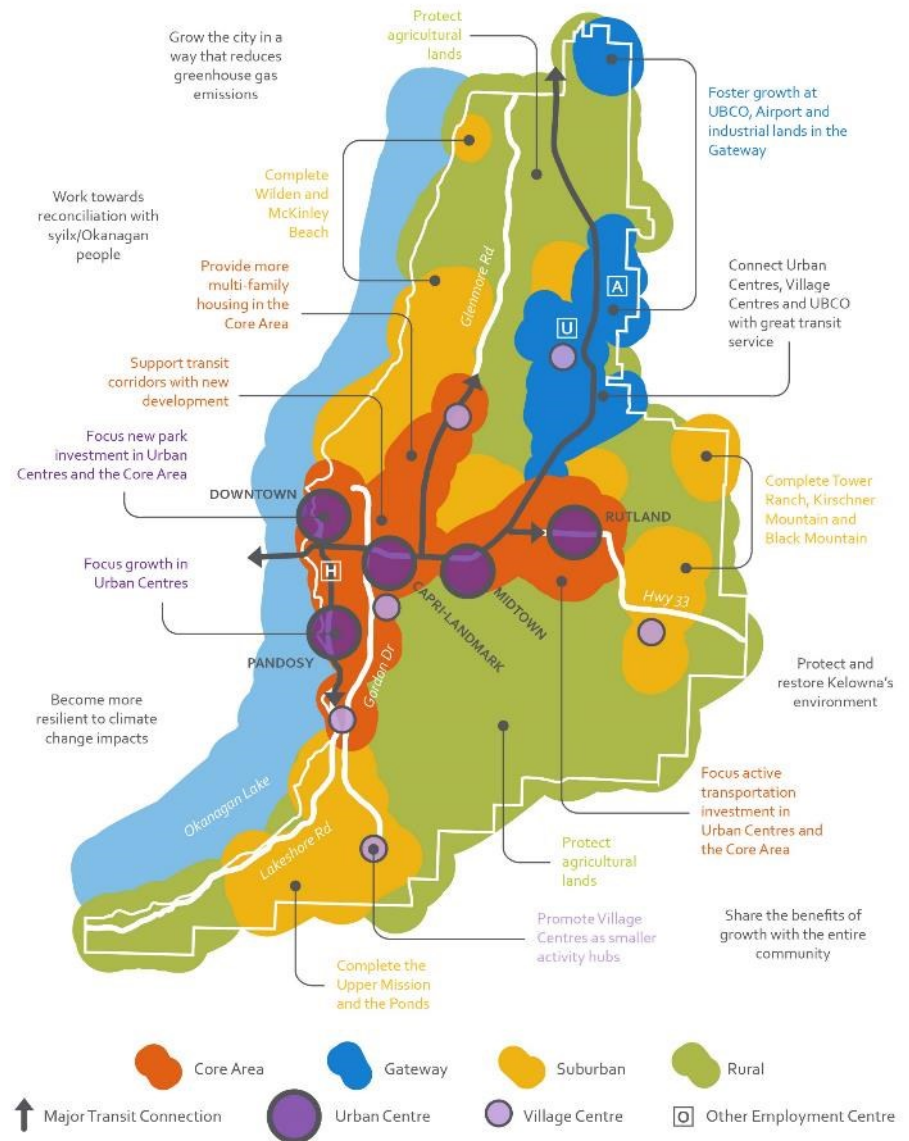 Grow the city in a
way that reduces
greenhouse gas
emissions
Protect
agricultural
lands
Foster growth at
UBCO, Airport and
industrial lands in the
Gateway
Complete
Wilden and
McKinley
Beach
Work towards
reconciliation with
syilx/Okanagan
people
Provide more
multi-family
housing in the
Core Area
Glenmore Rd
A
U
Connect Urban
Centres, Village
Centres and UBCO
with great transit
service
Support transit
corridors with new
development
Focus new park
investment in Urban
Centres and the Core Area
DOWNTOWN
RUTLAND
Complete Tower
Ranch, Kirschner
Mountain and
Black Mountain
Focus growth in
Urban Centres
H
CAPRI-LANDMARK
MIDTOWN
Hwy 33
PANDOSY
Gordon Dr
Protect and
restore Kelowna's
environment
Become more
resilient to climate
change impacts
Okanagan Lake
Lakeshore Rd
Focus active
transportation
investment in
Urban Centres and
the Core Area
Protect
agricultural
lands
Promote Village
Centres as smaller
activity hubs
Share the benefits of
growth with the entire
community
Complete the
Upper Mission
and the Ponds
Core Area
Gateway
Suburban
Rural
Major Transit Connection
Urban Centre
Village Centre
O
Other Employment Centre